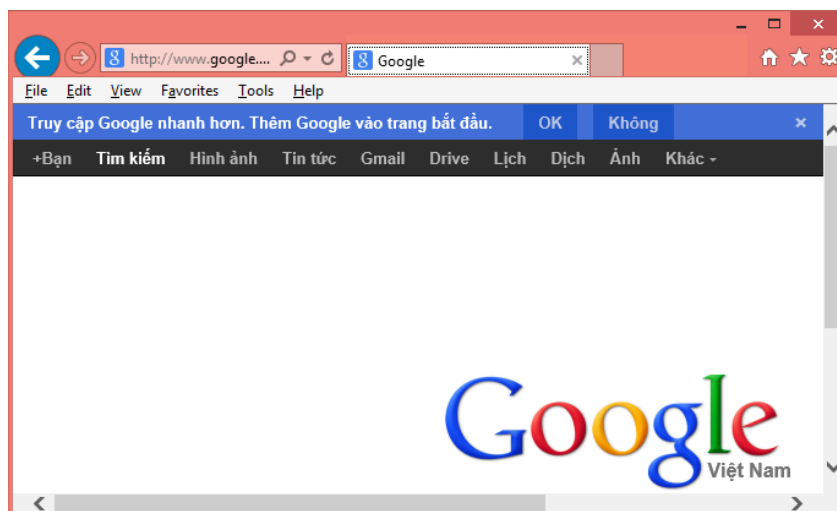 http://www.google.... Google
File Edit View Favorites Tools Help
Truy cập Google nhanh hơn. Thêm Google vào trang bắt đầu. OK Không
+Bạn Tìm kiếm Hình ảnh Tin tức Gmail Drive Lịch Dịch Ảnh Khác
Google
Việt Nam